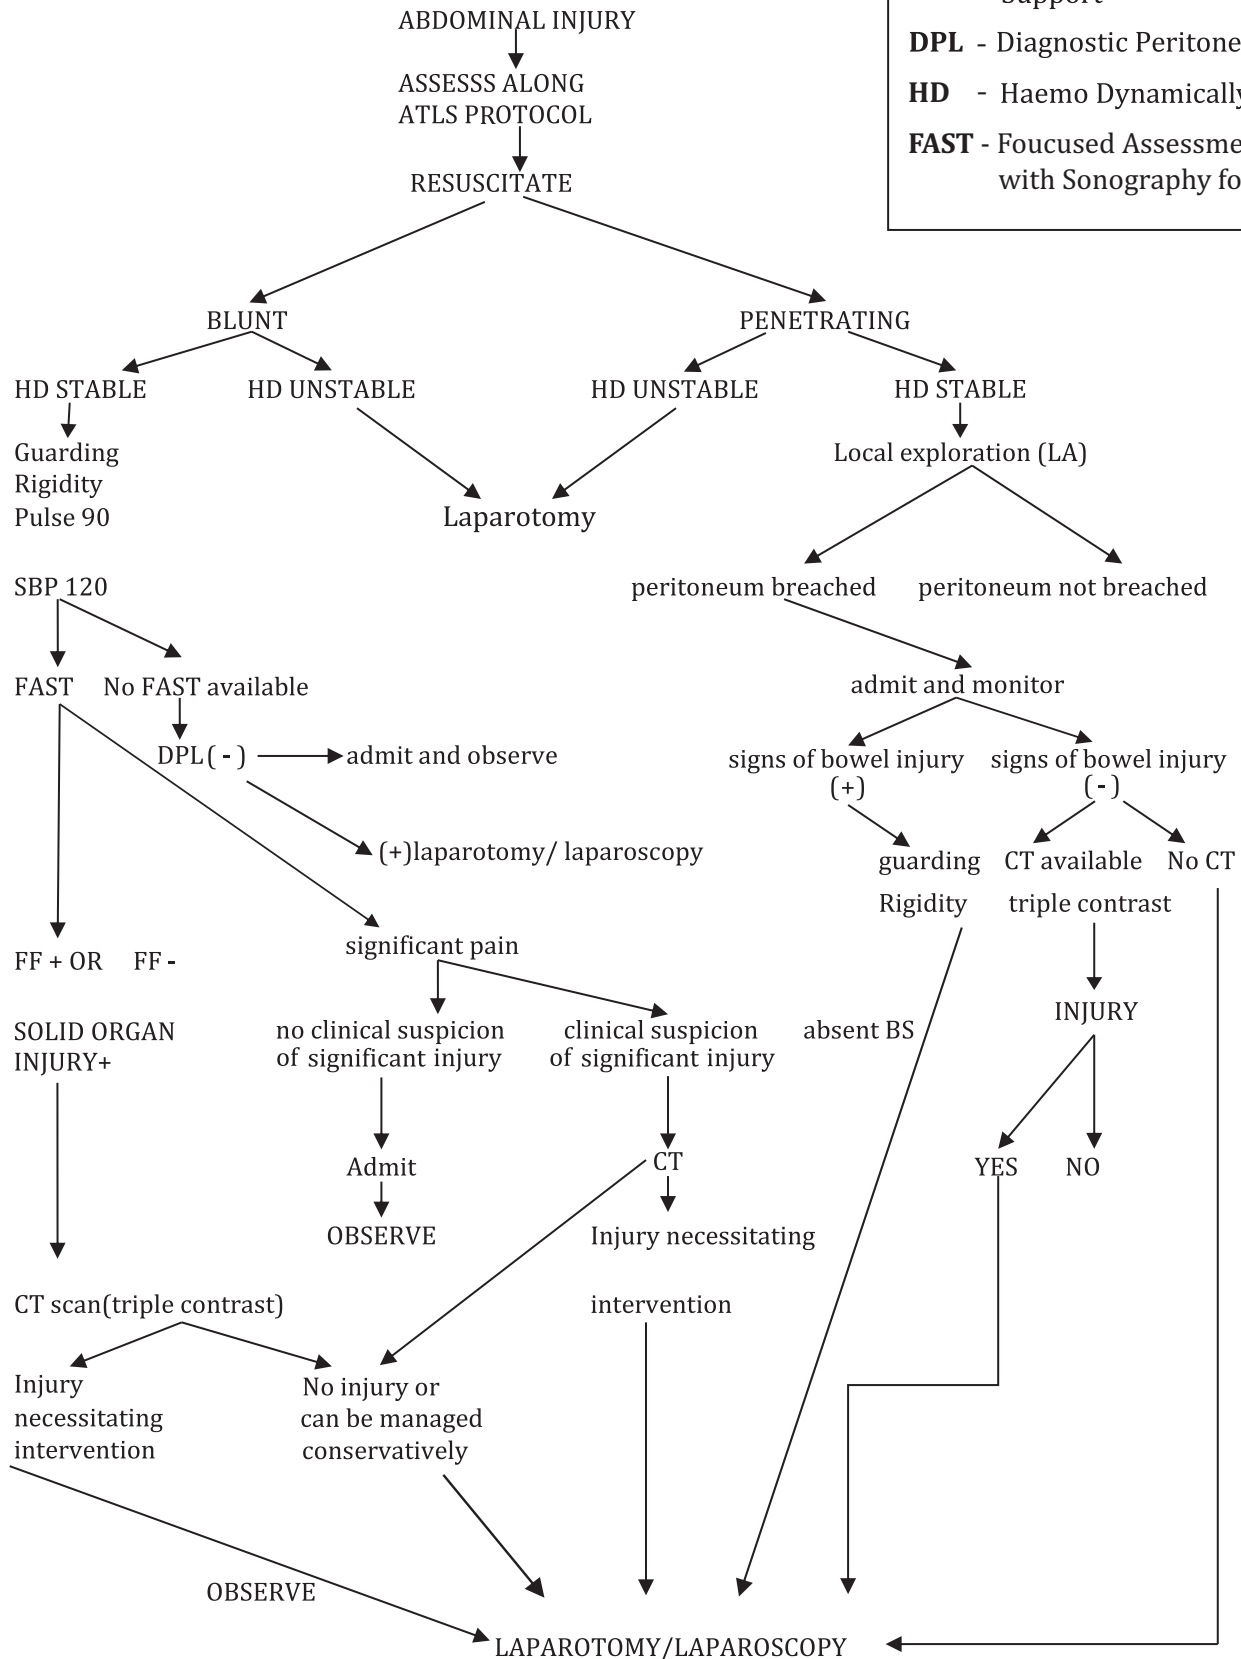 ABDOMINAL INJURY
Support
DPL - Diagnostic Peritone
HD - Haemo Dynamically
FAST - Foucused Assessme
with Sonography fo
ASSESSS ALONG
ATLS PROTOCOL
RESUSCITATE
BLUNT
PENETRATING
HD STABLE
HD UNSTABLE
HD UNSTABLE
HD STABLE
Guarding
Rigidity
Pulse 90
Laparotomy
Local exploration (LA)
SBP 120
peritoneum breached
peritoneum not breached
FAST
No FAST available
admit and monitor
DPL ( - )
admit and observe
signs of bowel injury
(+)
signs of bowel injury
( - )
(+)laparotomy/ laparoscopy
guarding
Rigidity
CT available
triple contrast
No CT
FF + OR FF -
significant pain
SOLID ORGAN
INJURY+
no clinical suspicion
of significant injury
clinical suspicion
of significant injury
absent BS
INJURY
Admit
CT
YES
NO
OBSERVE
Injury necessitating
CT scan(triple contrast)
intervention
Injury
necessitating
intervention
No injury or
can be managed
conservatively
OBSERVE
LAPAROTOMY/LAPAROSCOPY